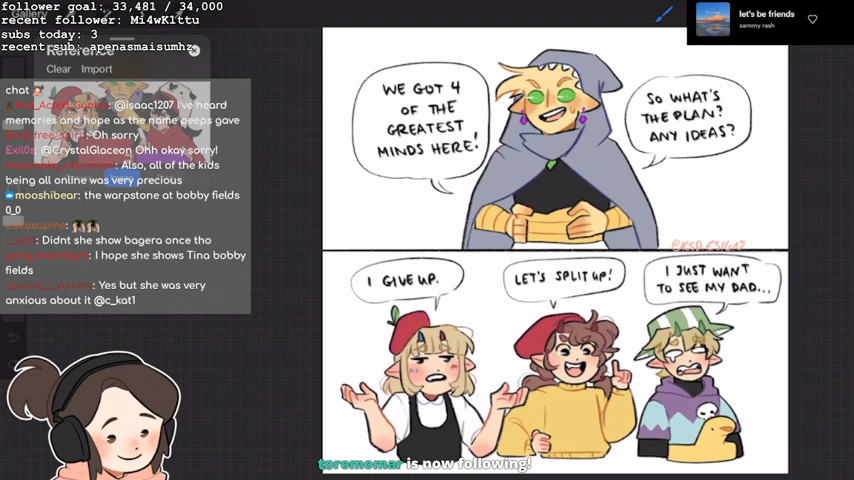 follower goal: 33,481 / 34,000
recent follower: Mi4wK1ttu
subs today: 3
recent sub: apenasmaisumhz
Reference
Clear Import
chat
@isaac1207 I've heard
memories and hope as the name peeps gave
: Oh sorry
Exil0s: @CrystalGlaceon Ohh okay sorry!
: Also, all of the kids
being all online was very precious
mooshibear: the warpstone at bobby fields
0_0
c_kat1: Didnt she show bagera once tho
: I hope she shows Tina bobby
fields
spoons_r_yummy: Yes but she was very
anxious about it @c_kat1
let's be friends
sammy rash
WE GOT 4
OF THE
GREATEST
MINDS HERE!
SO WHAT'S
THE PLAN?
ANY IDEAS?
I GIVE UP.
LET'S SPLIT UP!
I JUST WANT
TO SEE MY DAD...
toromomar is now following!